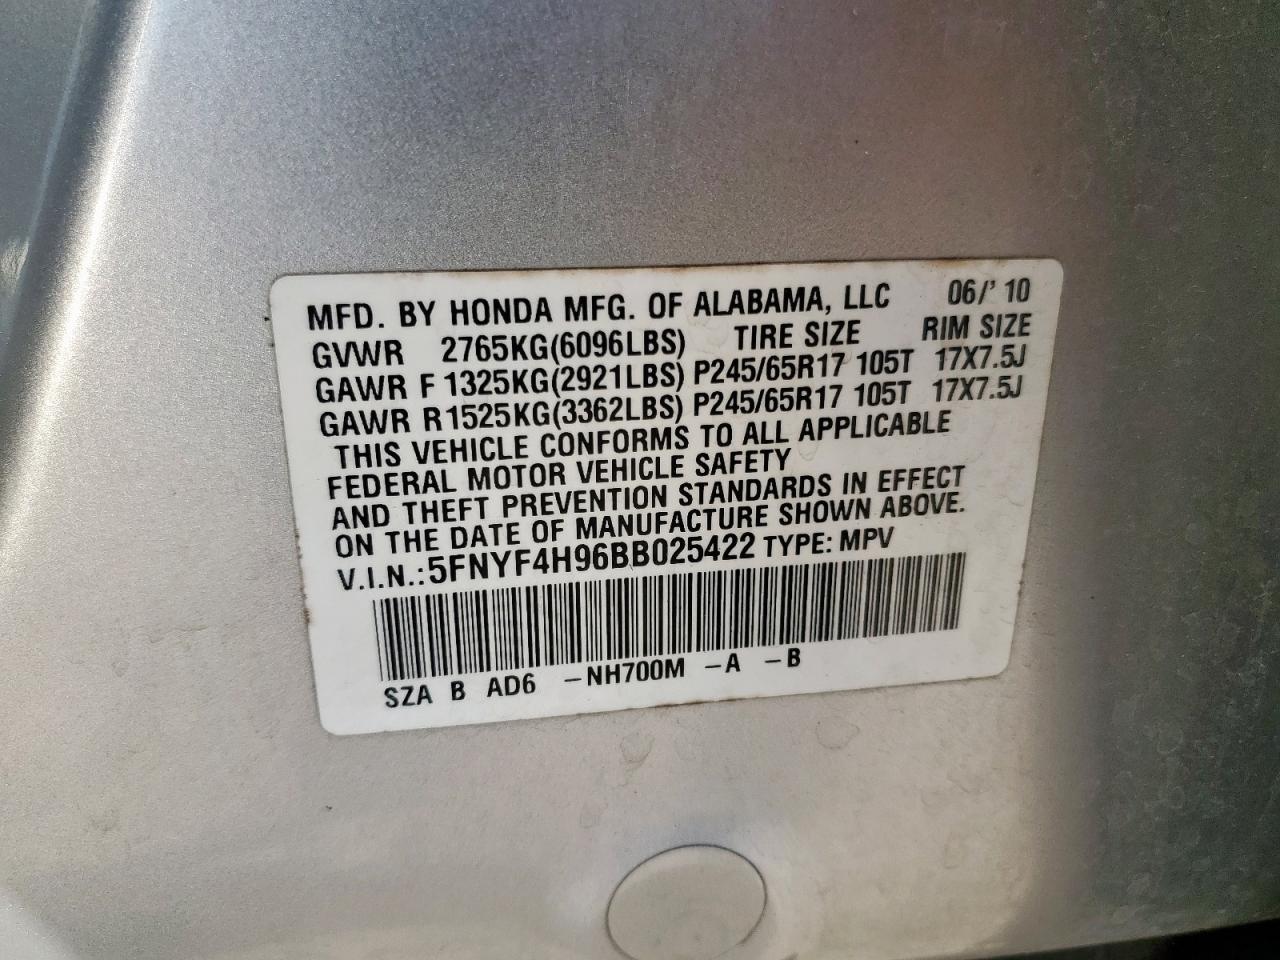 MFD. BY HONDA MFG. OF ALABAMA, LLC 06/' 10
GVWR 2765KG(6096LBS) TIRE SIZE RIM SIZE
GAWR F 1325KG(2921LBS) P245/65R17 105T 17X7.5J
GAWR R1525KG(3362LBS) P245/65R17 105T 17X7.5J
THIS VEHICLE CONFORMS TO ALL APPLICABLE
FEDERAL MOTOR VEHICLE SAFETY
AND THEFT PREVENTION STANDARDS IN EFFECT
ON THE DATE OF MANUFACTURE SHOWN ABOVE.
V.I.N.: 5FNYF4H96BB025422 TYPE: MPV
SZA B AD6 -NH700M -A -B